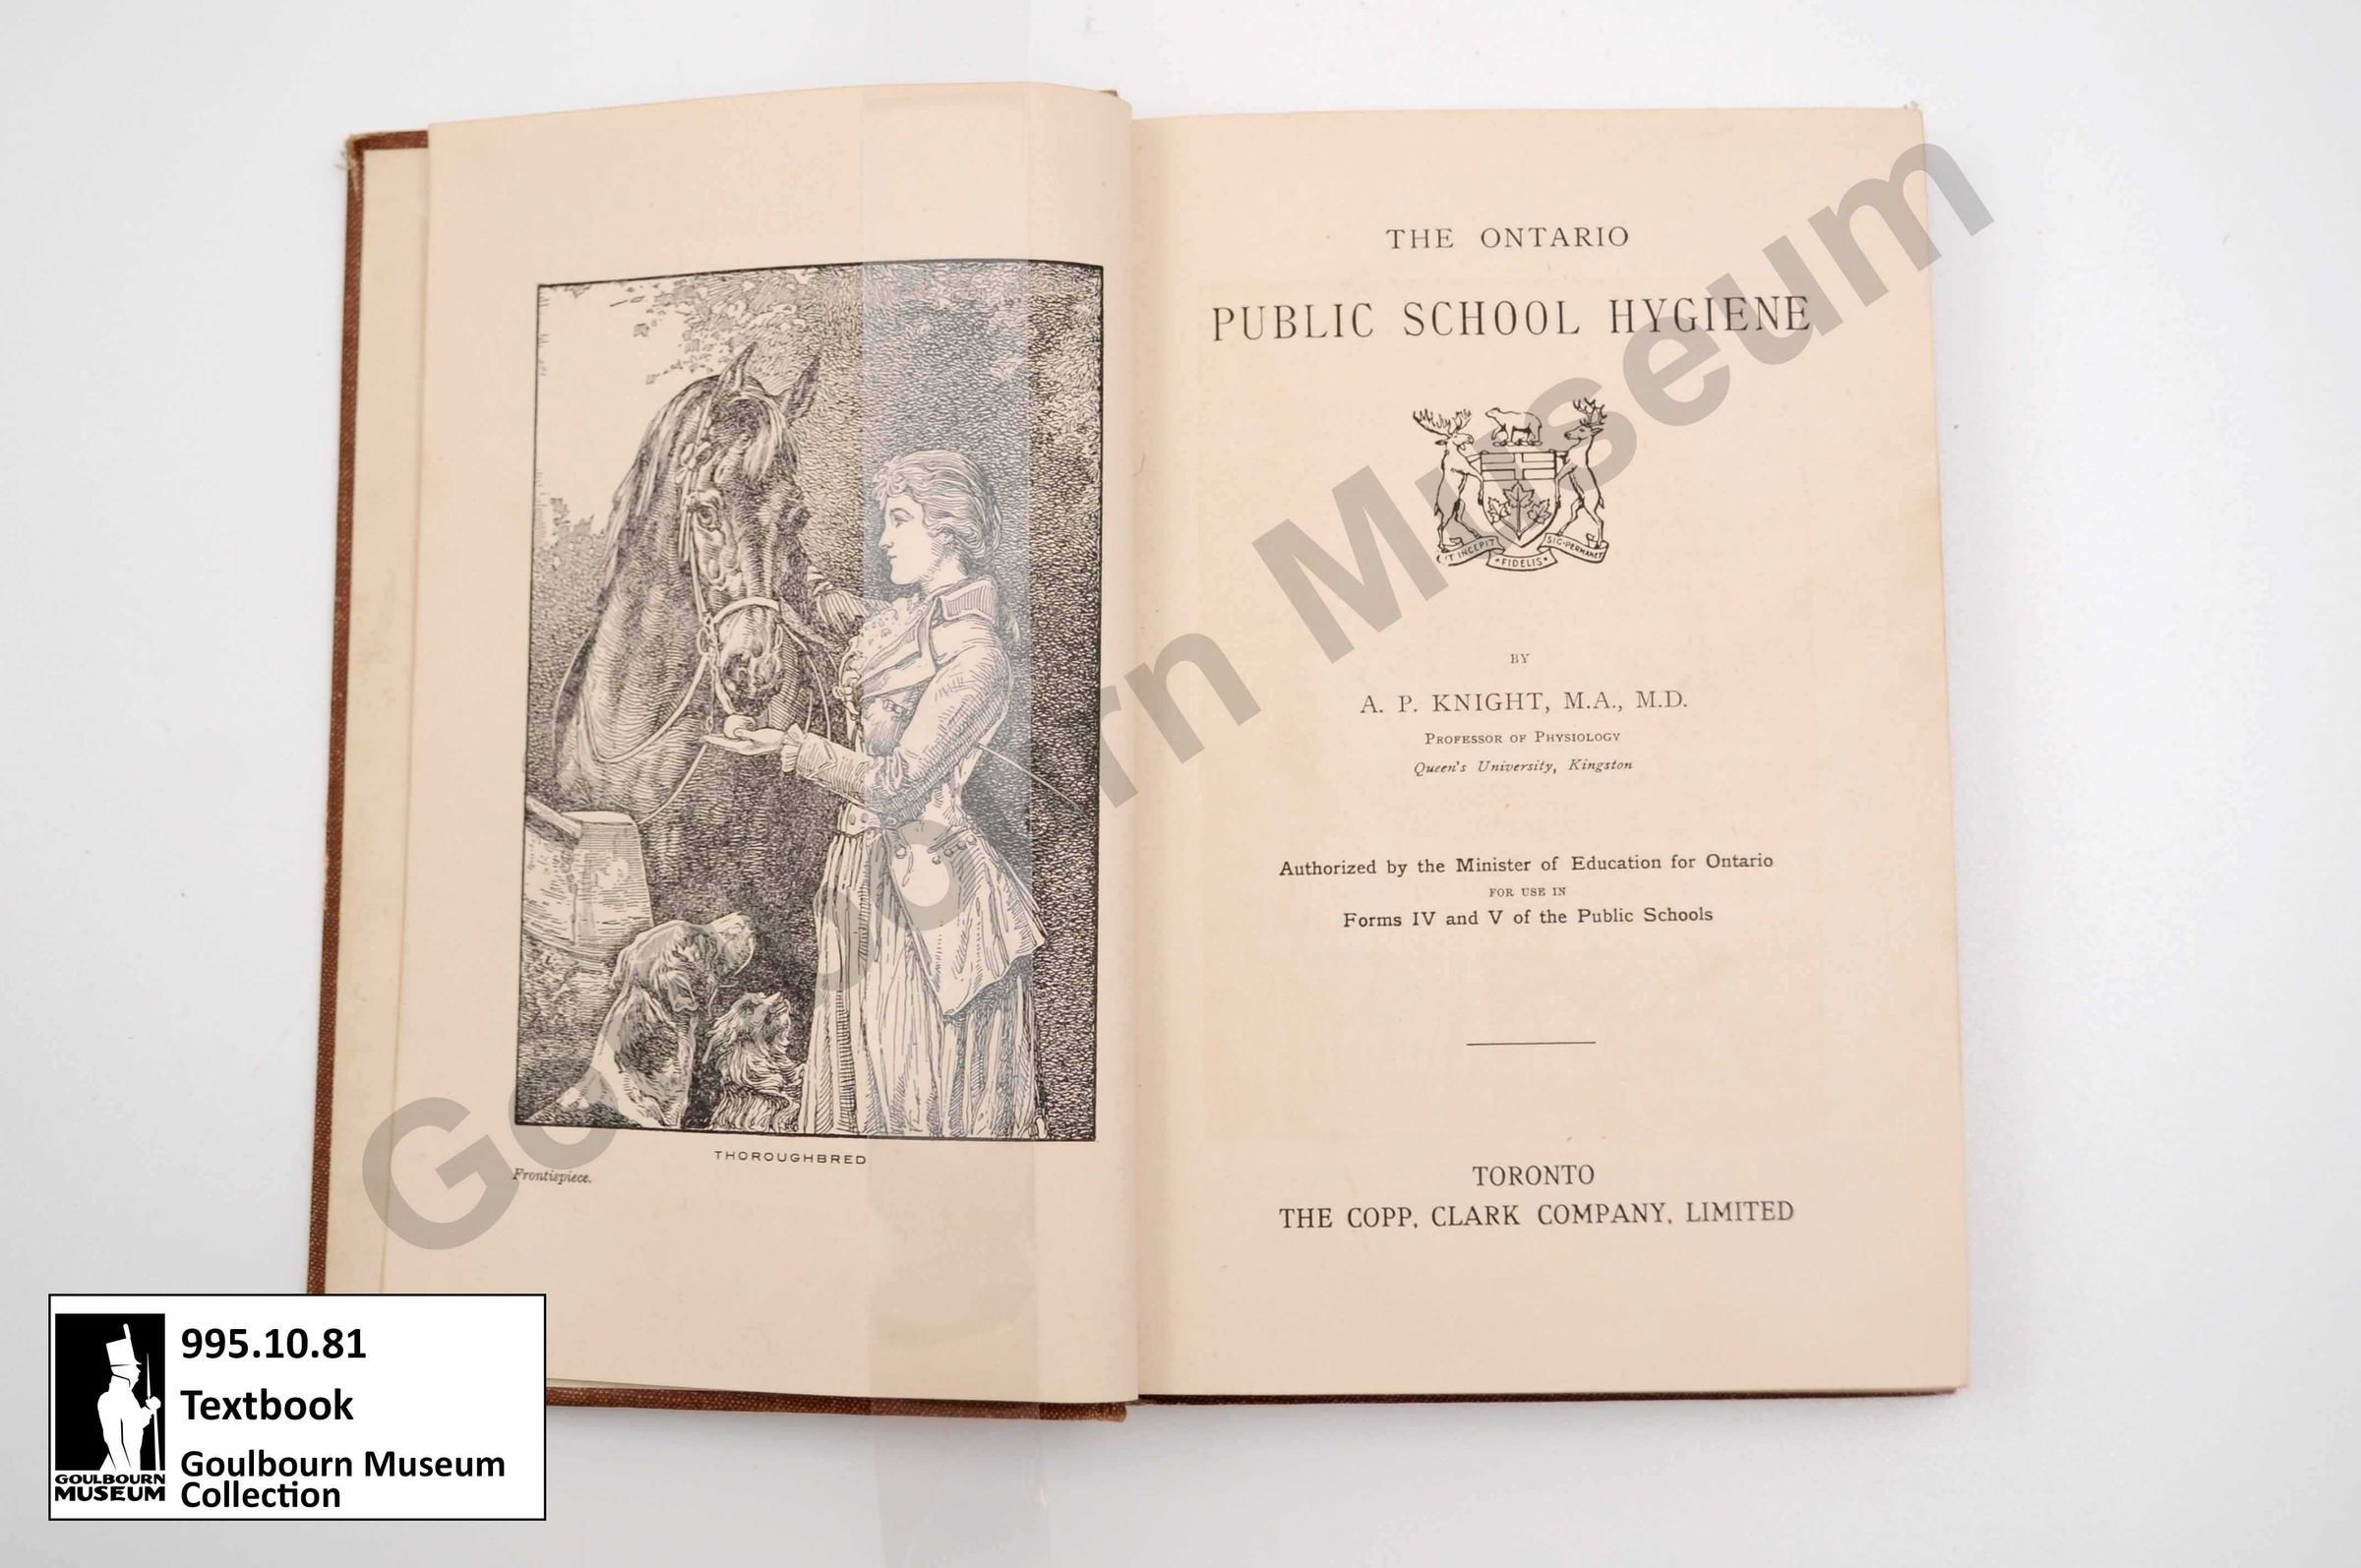 THOROUGHBRED
Frontispiece.
THE ONTARIO
PUBLIC SCHOOL HYGIENE
UT INCEPIT
•FIDELIS•
SIC-PERMANET
BY
A. P. KNIGHT, M.A., M.D.
PROFESSOR OF PHYSIOLOGY
Queen's University, Kingston
Authorized by the Minister of Education for Ontario
FOR USE IN
Forms IV and V of the Public Schools
TORONTO
THE COPP, CLARK COMPANY, LIMITED
Goulbourn Museum
995.10.81
Textbook
Goulbourn Museum
Collection
GOULBOURN
MUSEUM